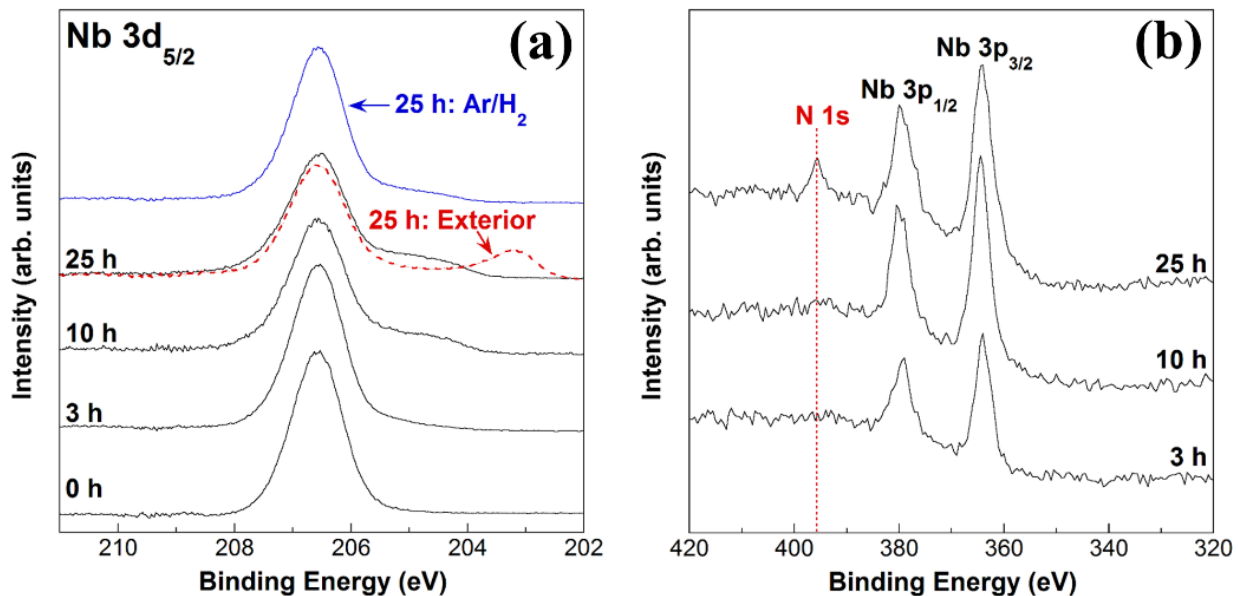 Nb 3d5/2
(a)
25 h: Ar/H2
25 h: Exterior
25 h
10 h
3 h
0 h
Intensity (arb. units)
210
208
206
204
202
Binding Energy (eV)
(b)
Nb 3p3/2
Nb 3p1/2
N 1s
25 h
10 h
3 h
Intensity (arb. units)
420
400
380
360
340
320
Binding Energy (eV)